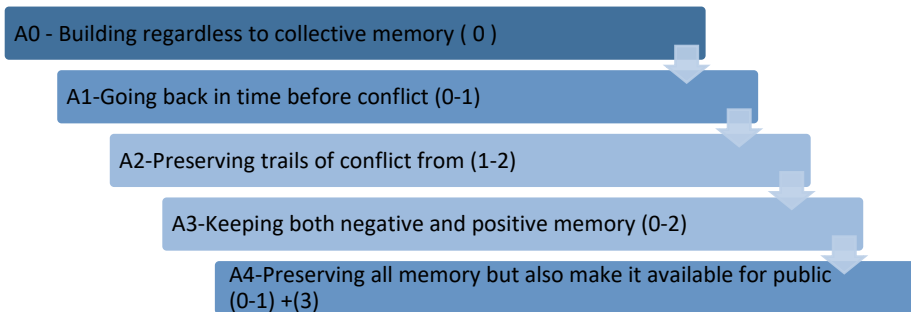 A0 - Building regardless to collective memory ( 0 )
A1-Going back in time before conflict (0-1)
A2-Preserving trails of conflict from (1-2)
A3-Keeping both negative and positive memory (0-2)
A4-Preserving all memory but also make it available for public
(0-1) +(3)